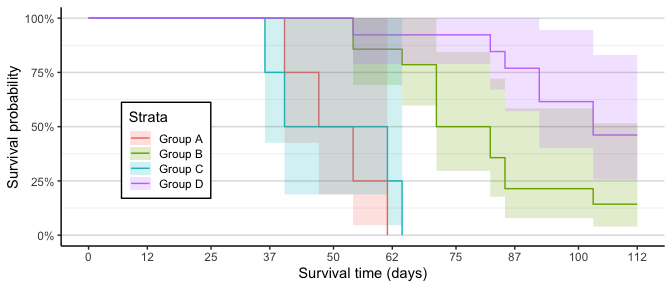 Survival probability
100%
75%
50%
25%
0%
Strata
Group A
Group B
Group C
Group D
0 12 25 37 50 62 75 87 100 112
Survival time (days)